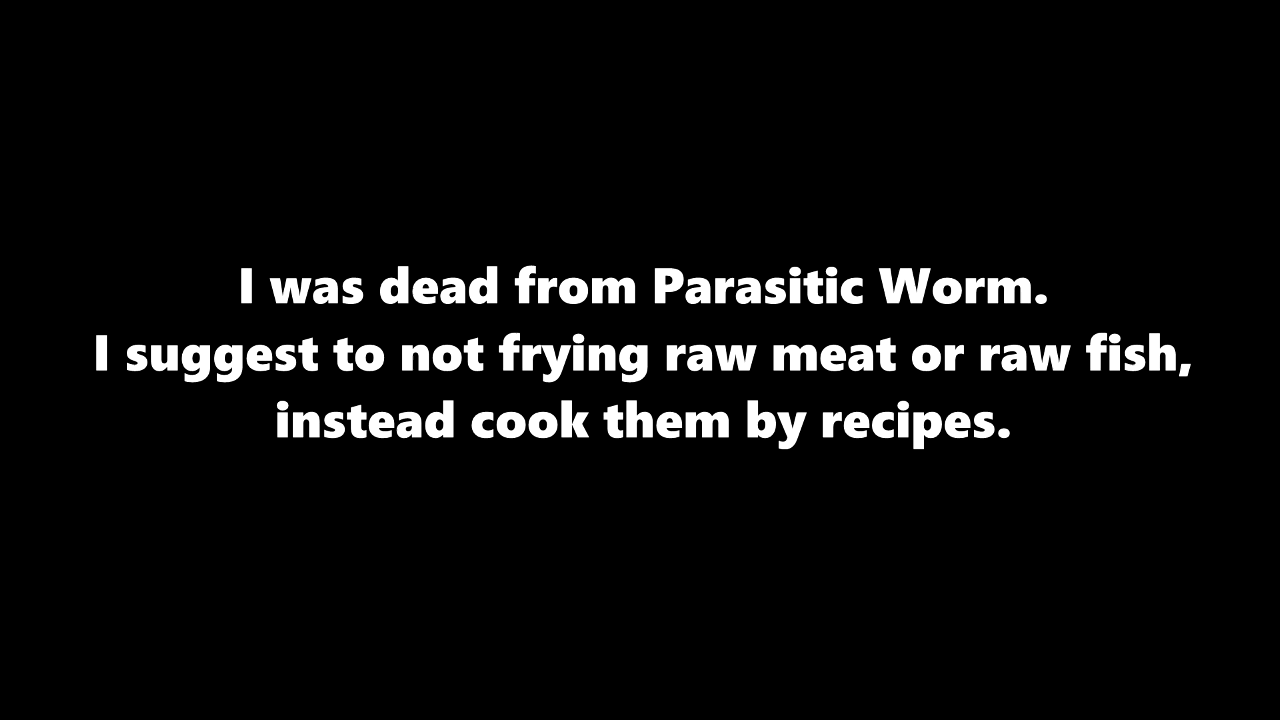 I was dead from Parasitic Worm.
I suggest to not frying raw meat or raw fish,
instead cook them by recipes.